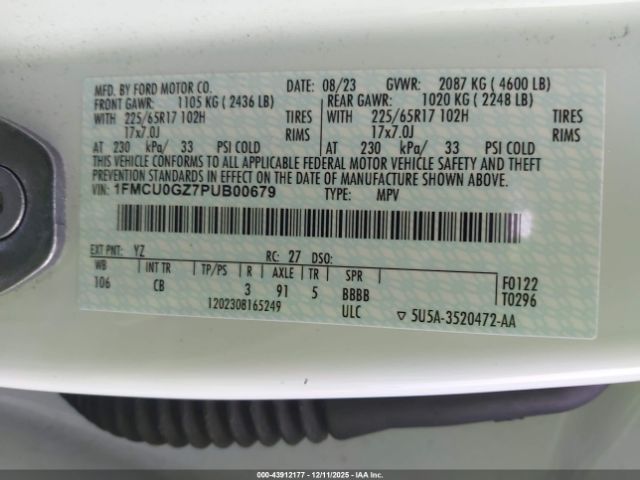 MFD. BY FORD MOTOR CO. DATE: 08/23 GVWR: 2087 KG ( 4600 LB)
FRONT GAWR: 1105 KG ( 2436 LB) REAR GAWR: 1020 KG ( 2248 LB)
WITH 225/65R17 102H TIRES WITH 225/65R17 102H TIRES
17x7.0J RIMS 17x7.0J RIMS
AT 230 kPa/ 33 PSI COLD AT 230 kPa/ 33 PSI COLD
THIS VEHICLE CONFORMS TO ALL APPLICABLE FEDERAL MOTOR VEHICLE SAFETY AND THEFT
PREVENTION STANDARDS IN EFFECT ON THE DATE OF MANUFACTURE SHOWN ABOVE.
VIN: 1FMCU0GZ7PUB00679 TYPE: MPV
EXT PNT: YZ RC: 27 DSO:
WB INT TR TP/PS R AXLE TR SPR F0122
106 CB 3 91 5 BBBB T0296
1202308165249 ULC ▽ 5U5A-3520472-AA
000-43912177 - 12/11/2025 - IAAI.COM